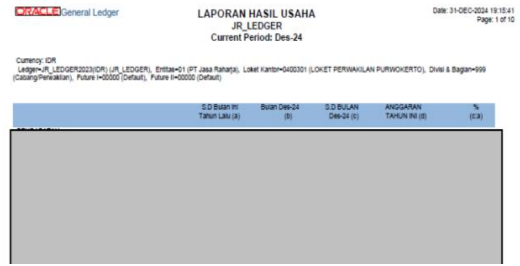 ORACLE General Ledger
LAPORAN HASIL USAHA
JR_LEDGER
Current Period: Des-24
Date: 31-DEC-2024 19:15:41
Page: 1 of 10
Currency: IDR
Ledger=JR_LEDGER2023(IDR) (JR_LEDGER), Entitas=01 (PT Jasa Raharja), Loket Kantor=0400301 (LOKET PERWAKILAN PURWOKERTO), Divisi & Bagian=999
(Cabang/Perwakilan), Future I=00000 (Default), Future II=00000 (Default)
S.D Bulan Ini Bulan Des-24 S.D BULAN ANGGARAN %
Tahun Lalu (a) (b) Des-24 (c) TAHUN INI (d) (c:a)